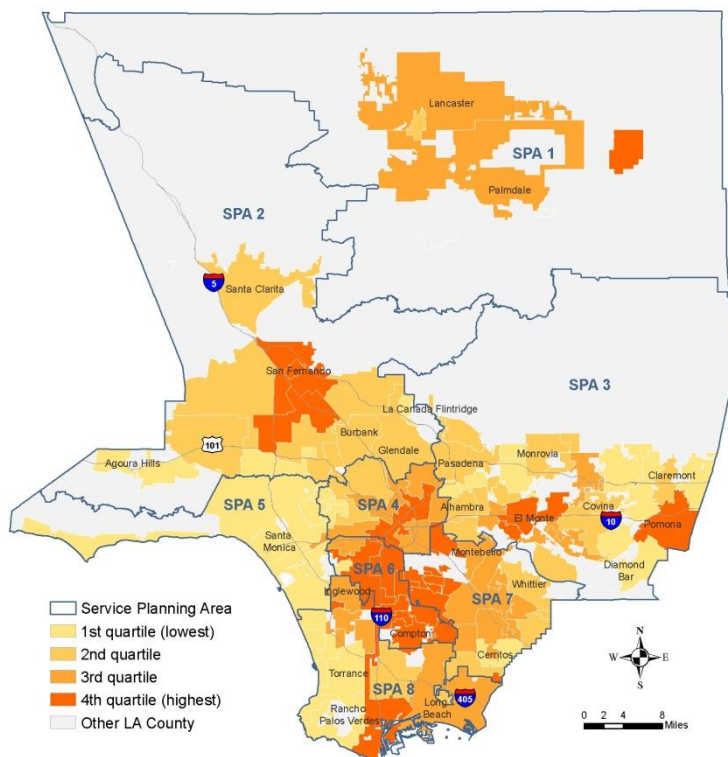 Lancaster
SPA 1
Palmdale
SPA 2
5
Santa Clarita
San Fernando
SPA 3
La Canada Flintridge
101
Burbank
Glendale
Pasadena
Monrovia
Agoura Hills
Claremont
SPA 5
SPA 4
Alhambra
El Monte
Covina
10
Pomona
Santa
Monica
Montebello
SPA 6
Diamond
Bar
Inglewood
Whittier
SPA 7
110
Compton
Cerritos
Torrance
SPA 8
Rancho
Palos Verdes
Long
Beach
405
Service Planning Area
1st quartile (lowest)
2nd quartile
3rd quartile
4th quartile (highest)
Other LA County
N
W E
S
0 2 4 8
Miles